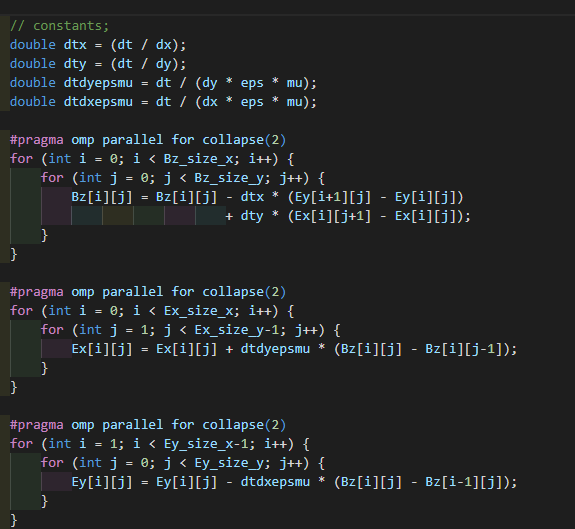 // constants;
double dtx = (dt / dx);
double dty = (dt / dy);
double dtdyepsmu = dt / (dy * eps * mu);
double dtdxepsmu = dt / (dx * eps * mu);

#pragma omp parallel for collapse(2)
for (int i = 0; i < Bz_size_x; i++) {
    for (int j = 0; j < Bz_size_y; j++) {
        Bz[i][j] = Bz[i][j] - dtx * (Ey[i+1][j] - Ey[i][j])
                            + dty * (Ex[i][j+1] - Ex[i][j]);
    }
}

#pragma omp parallel for collapse(2)
for (int i = 0; i < Ex_size_x; i++) {
    for (int j = 1; j < Ex_size_y-1; j++) {
        Ex[i][j] = Ex[i][j] + dtdyepsmu * (Bz[i][j] - Bz[i][j-1]);
    }
}

#pragma omp parallel for collapse(2)
for (int i = 1; i < Ey_size_x-1; i++) {
    for (int j = 0; j < Ey_size_y; j++) {
        Ey[i][j] = Ey[i][j] - dtdxepsmu * (Bz[i][j] - Bz[i-1][j]);
    }
}